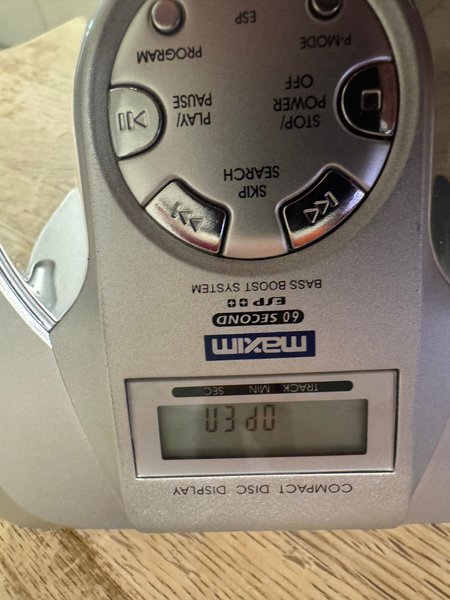 COMPACT DISC DISPLAY
OPEN
TRACK MIN SEC
maxim
60 SECOND
ESP++
BASS BOOST SYSTEM
SKIP
SEARCH
STOP/
POWER
OFF
PLAY/
PAUSE
P-MODE
ESP
PROGRAM